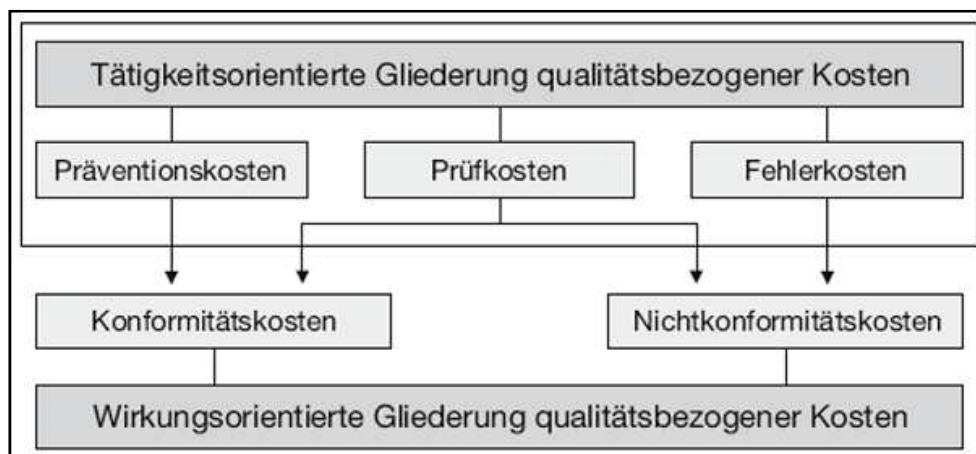 Tätigkeitsorientierte Gliederung qualitätsbezogener Kosten
Präventionskosten
Prüfkosten
Fehlerkosten
Konformitätskosten
Nichtkonformitätskosten
Wirkungsorientierte Gliederung qualitätsbezogener Kosten